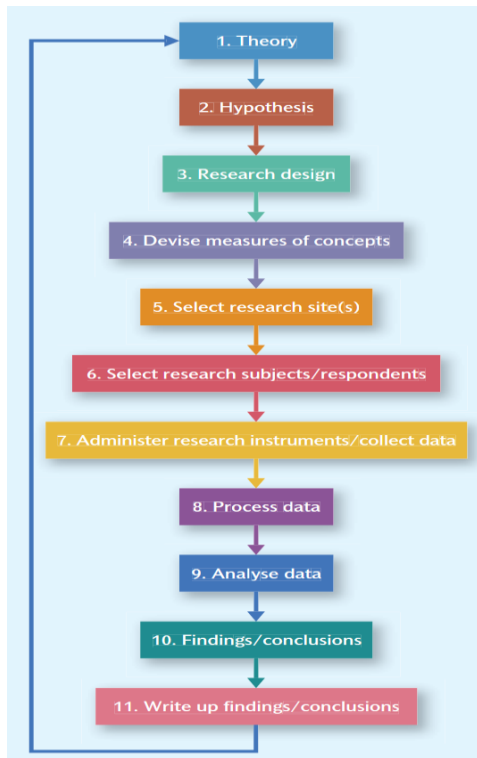 1. Theory
2. Hypothesis
3. Research design
4. Devise measures of concepts
5. Select research site(s)
6. Select research subjects/respondents
7. Administer research instruments/collect data
8. Process data
9. Analyse data
10. Findings/conclusions
11. Write up findings/conclusions